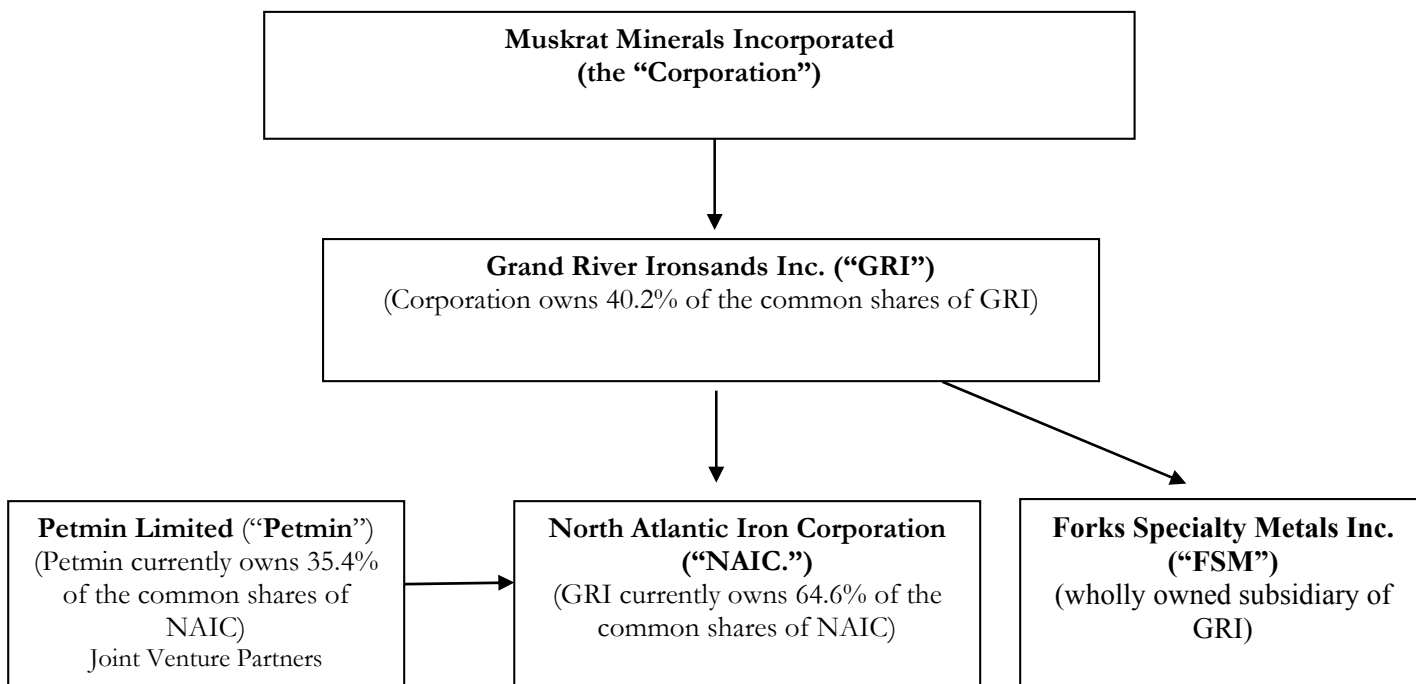 Muskrat Minerals Incorporated
(the “Corporation”)
Grand River Ironsands Inc. (“GRI”)
(Corporation owns 40.2% of the common shares of GRI)
Petmin Limited (“Petmin”)
(Petmin currently owns 35.4%
of the common shares of
NAIC)
Joint Venture Partners
North Atlantic Iron Corporation
(“NAIC.”)
(GRI currently owns 64.6% of the
common shares of NAIC)
Forks Specialty Metals Inc.
(“FSM”)
(wholly owned subsidiary of
GRI)